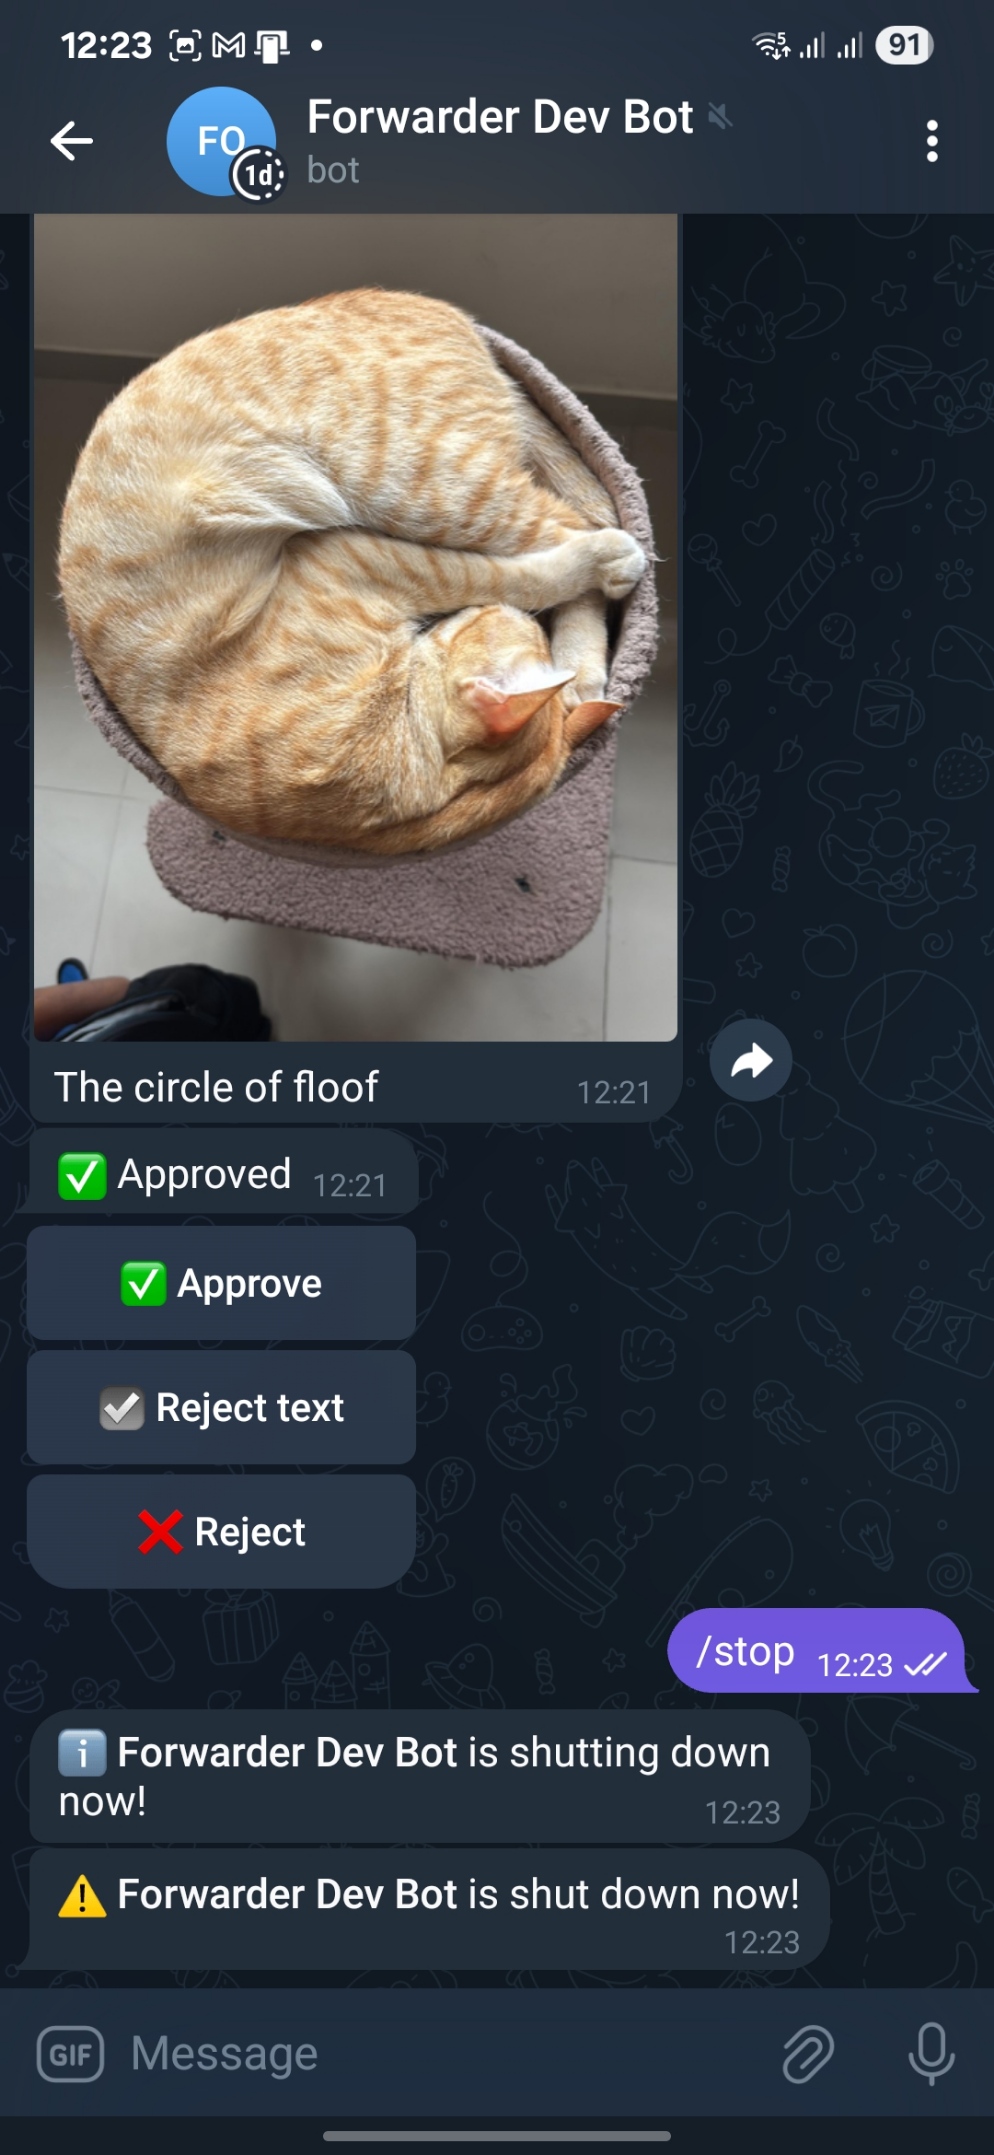 12:23
5
91
FO
1d
Forwarder Dev Bot
bot
The circle of floof 12:21
✅ Approved 12:21
✅ Approve
☑ Reject text
❌ Reject
/stop 12:23
ℹ️ Forwarder Dev Bot is shutting down
now! 12:23
⚠️ Forwarder Dev Bot is shut down now!
12:23
GIF Message